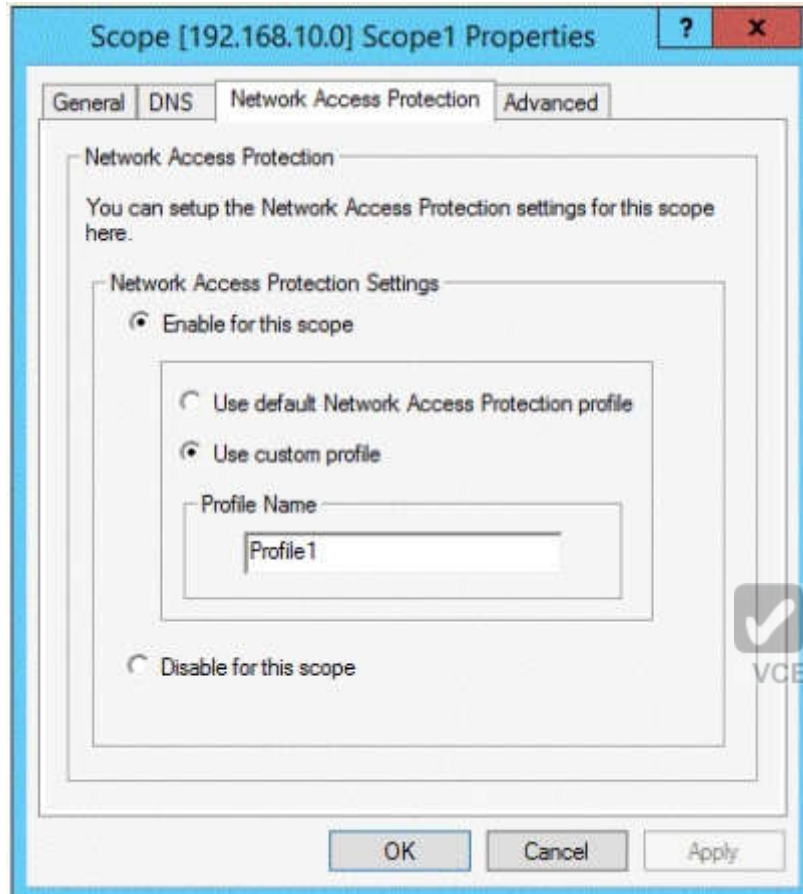 Scope [192.168.10.0] Scope1 Properties
? x
General DNS Network Access Protection Advanced
Network Access Protection
You can setup the Network Access Protection settings for this scope
here.
Network Access Protection Settings
Enable for this scope
Use default Network Access Protection profile
Use custom profile
Profile Name
Profile1
Disable for this scope
VCE
OK Cancel Apply